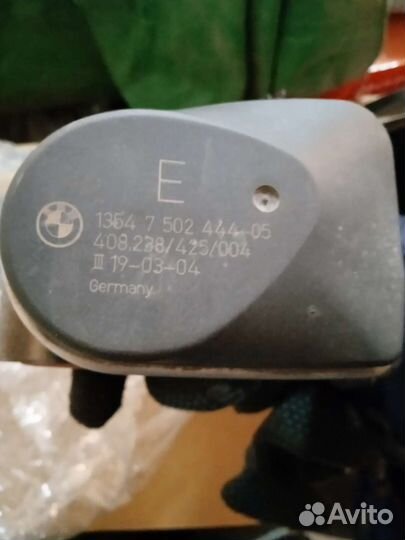 E
1354 7 502 444-05
408.238/425/004
III 19-03-04
Germany
Avito